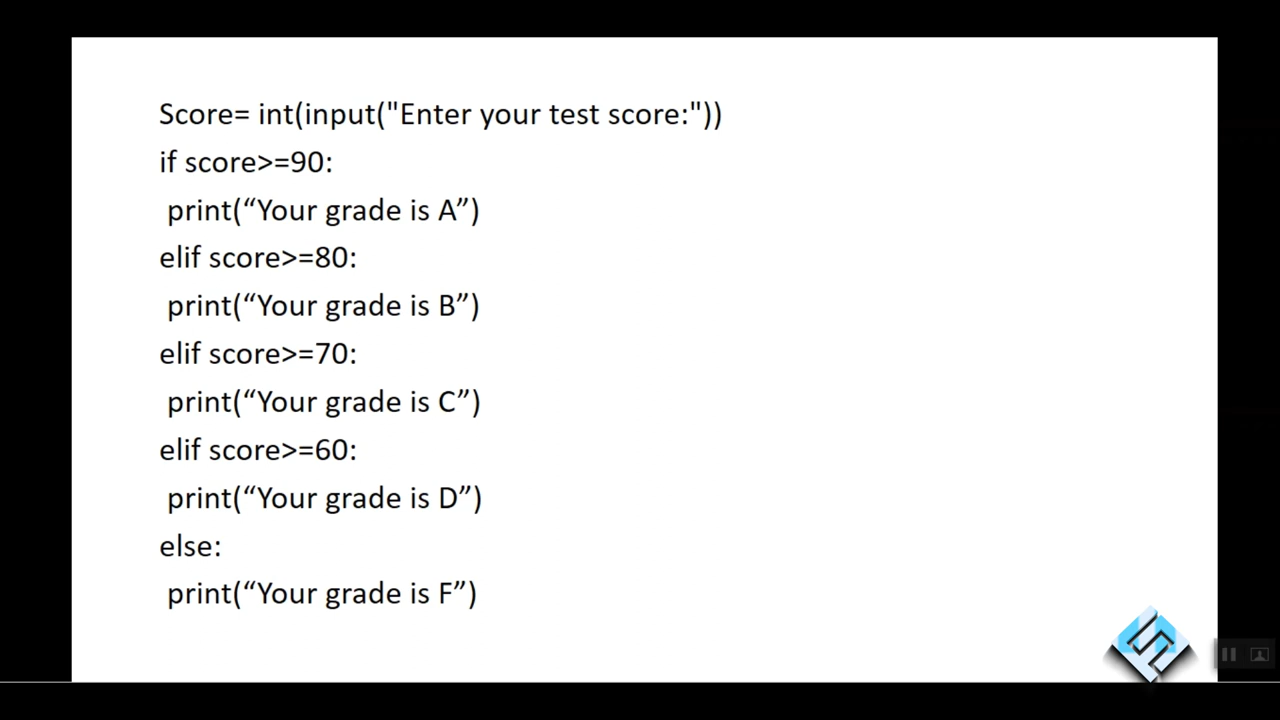 Score= int(input("Enter your test score:"))
if score>=90:
print(“Your grade is A”)
elif score>=80:
print(“Your grade is B”)
elif score>=70:
print(“Your grade is C”)
elif score>=60:
print(“Your grade is D”)
else:
print(“Your grade is F”)